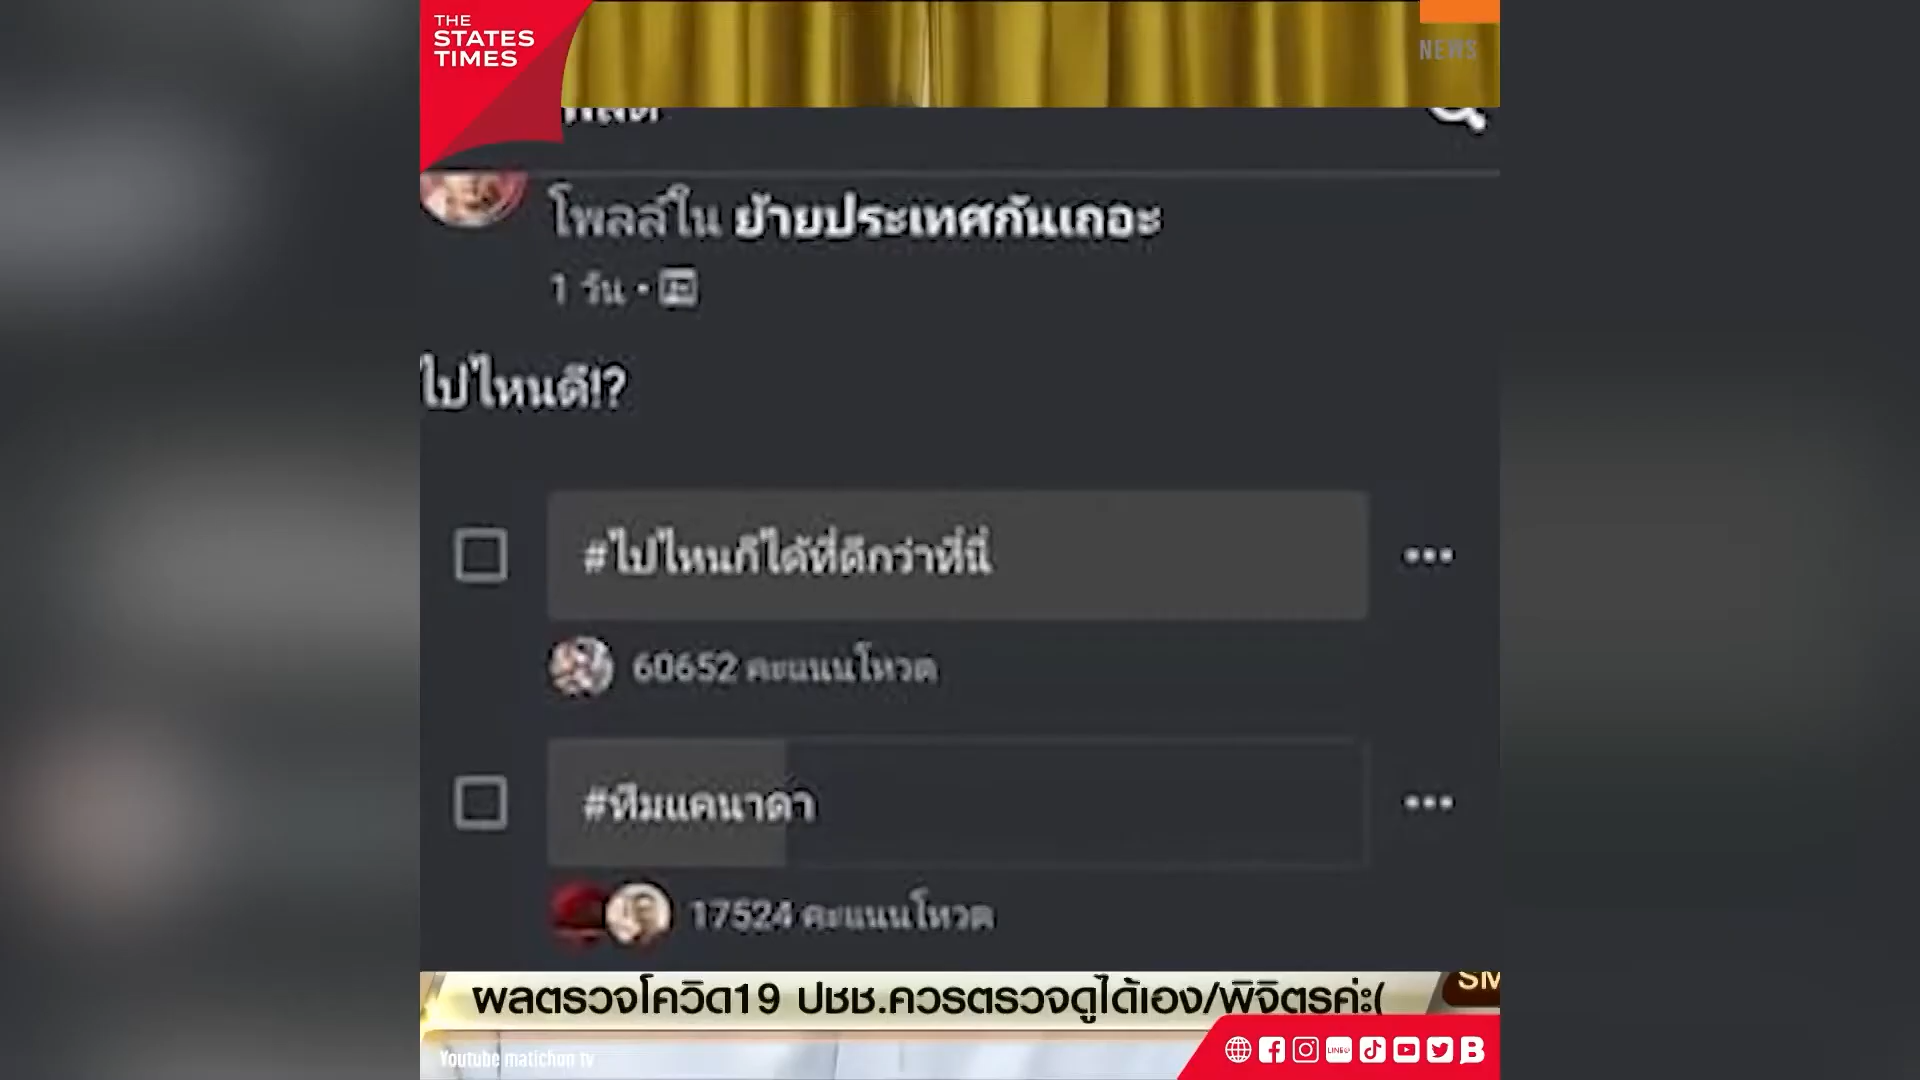 THE
STATES
TIMES
NEWS
โพลล์ใน ย้ายประเทศกันเถอะ
1 วัน •
ไปไหนดี!?
#ไปไหนก็ได้ที่ดีกว่าที่นี่
60652 คะแนนโหวต
#ทีมแคนาดา
17524 คะแนนโหวต
ผลตรวจโควิด19 ปชช.ควรตรวจดูได้เอง/พิจิตรค่ะ(
SM
Youtube matichon tv